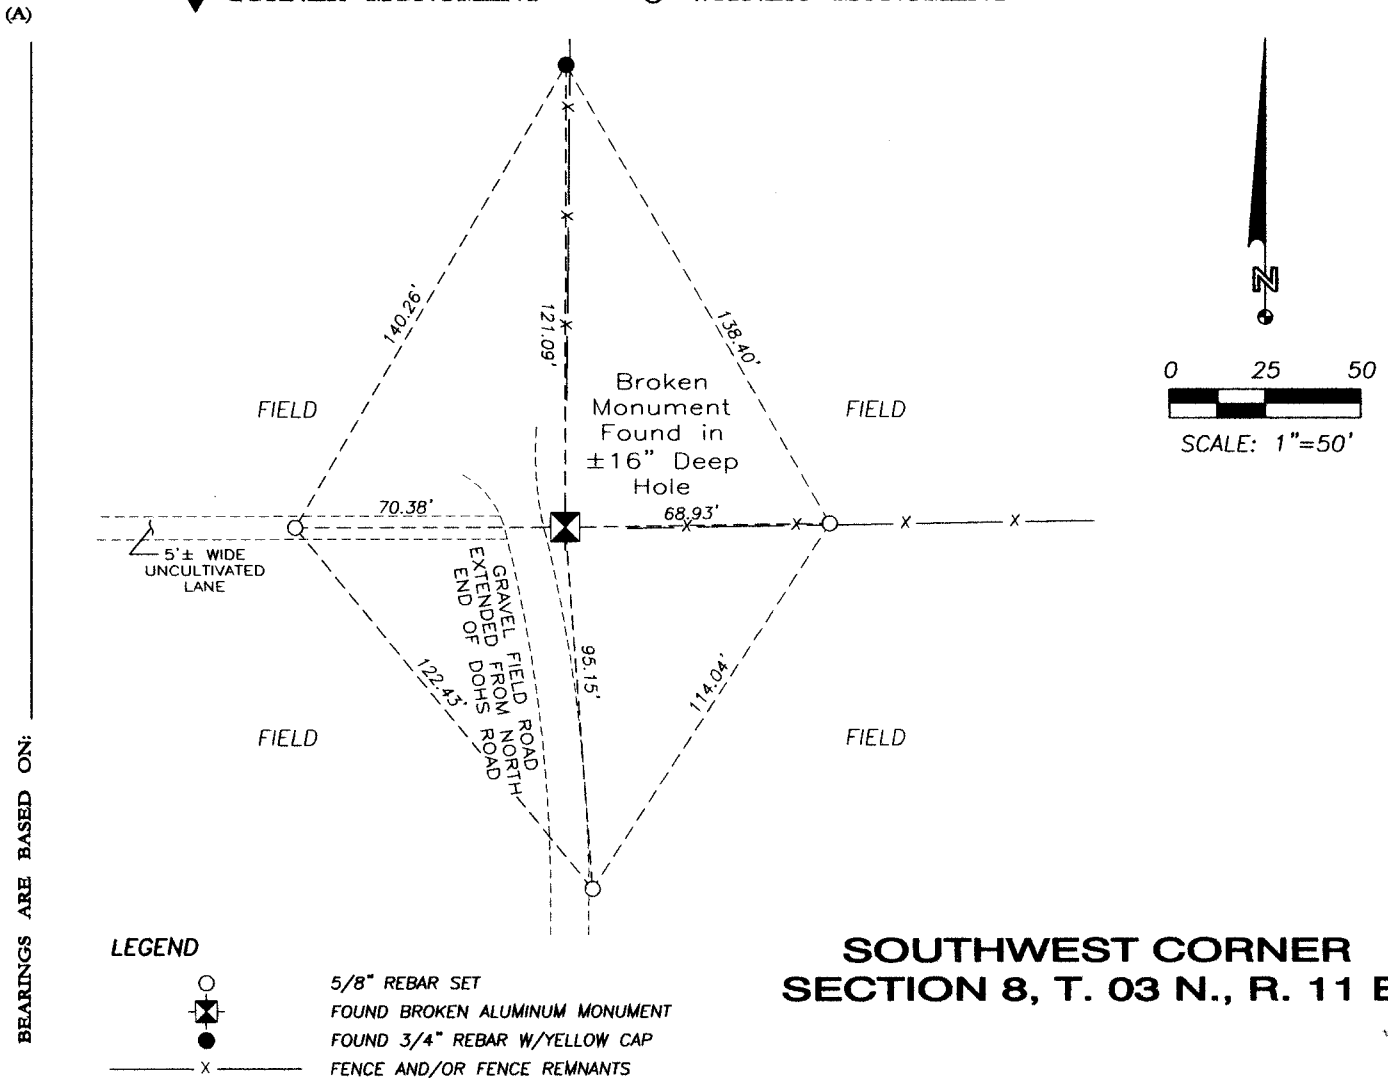 (A)
140.26'
121.09'
138.40'
0 25 50
SCALE: 1"=50'
N
Broken
Monument
Found in
±16" Deep
Hole
FIELD
FIELD
70.38'
68.93'
5'± WIDE
UNCULTIVATED
LANE
GRAVEL FIELD ROAD
EXTENDED FROM NORTH
END OF DOHS ROAD
95.15'
122.43'
114.04'
FIELD
FIELD
BEARINGS ARE BASED ON:
LEGEND
5/8" REBAR SET
FOUND BROKEN ALUMINUM MONUMENT
FOUND 3/4" REBAR W/YELLOW CAP
X FENCE AND/OR FENCE REMNANTS
SOUTHWEST CORNER
SECTION 8, T. 03 N., R. 11 E